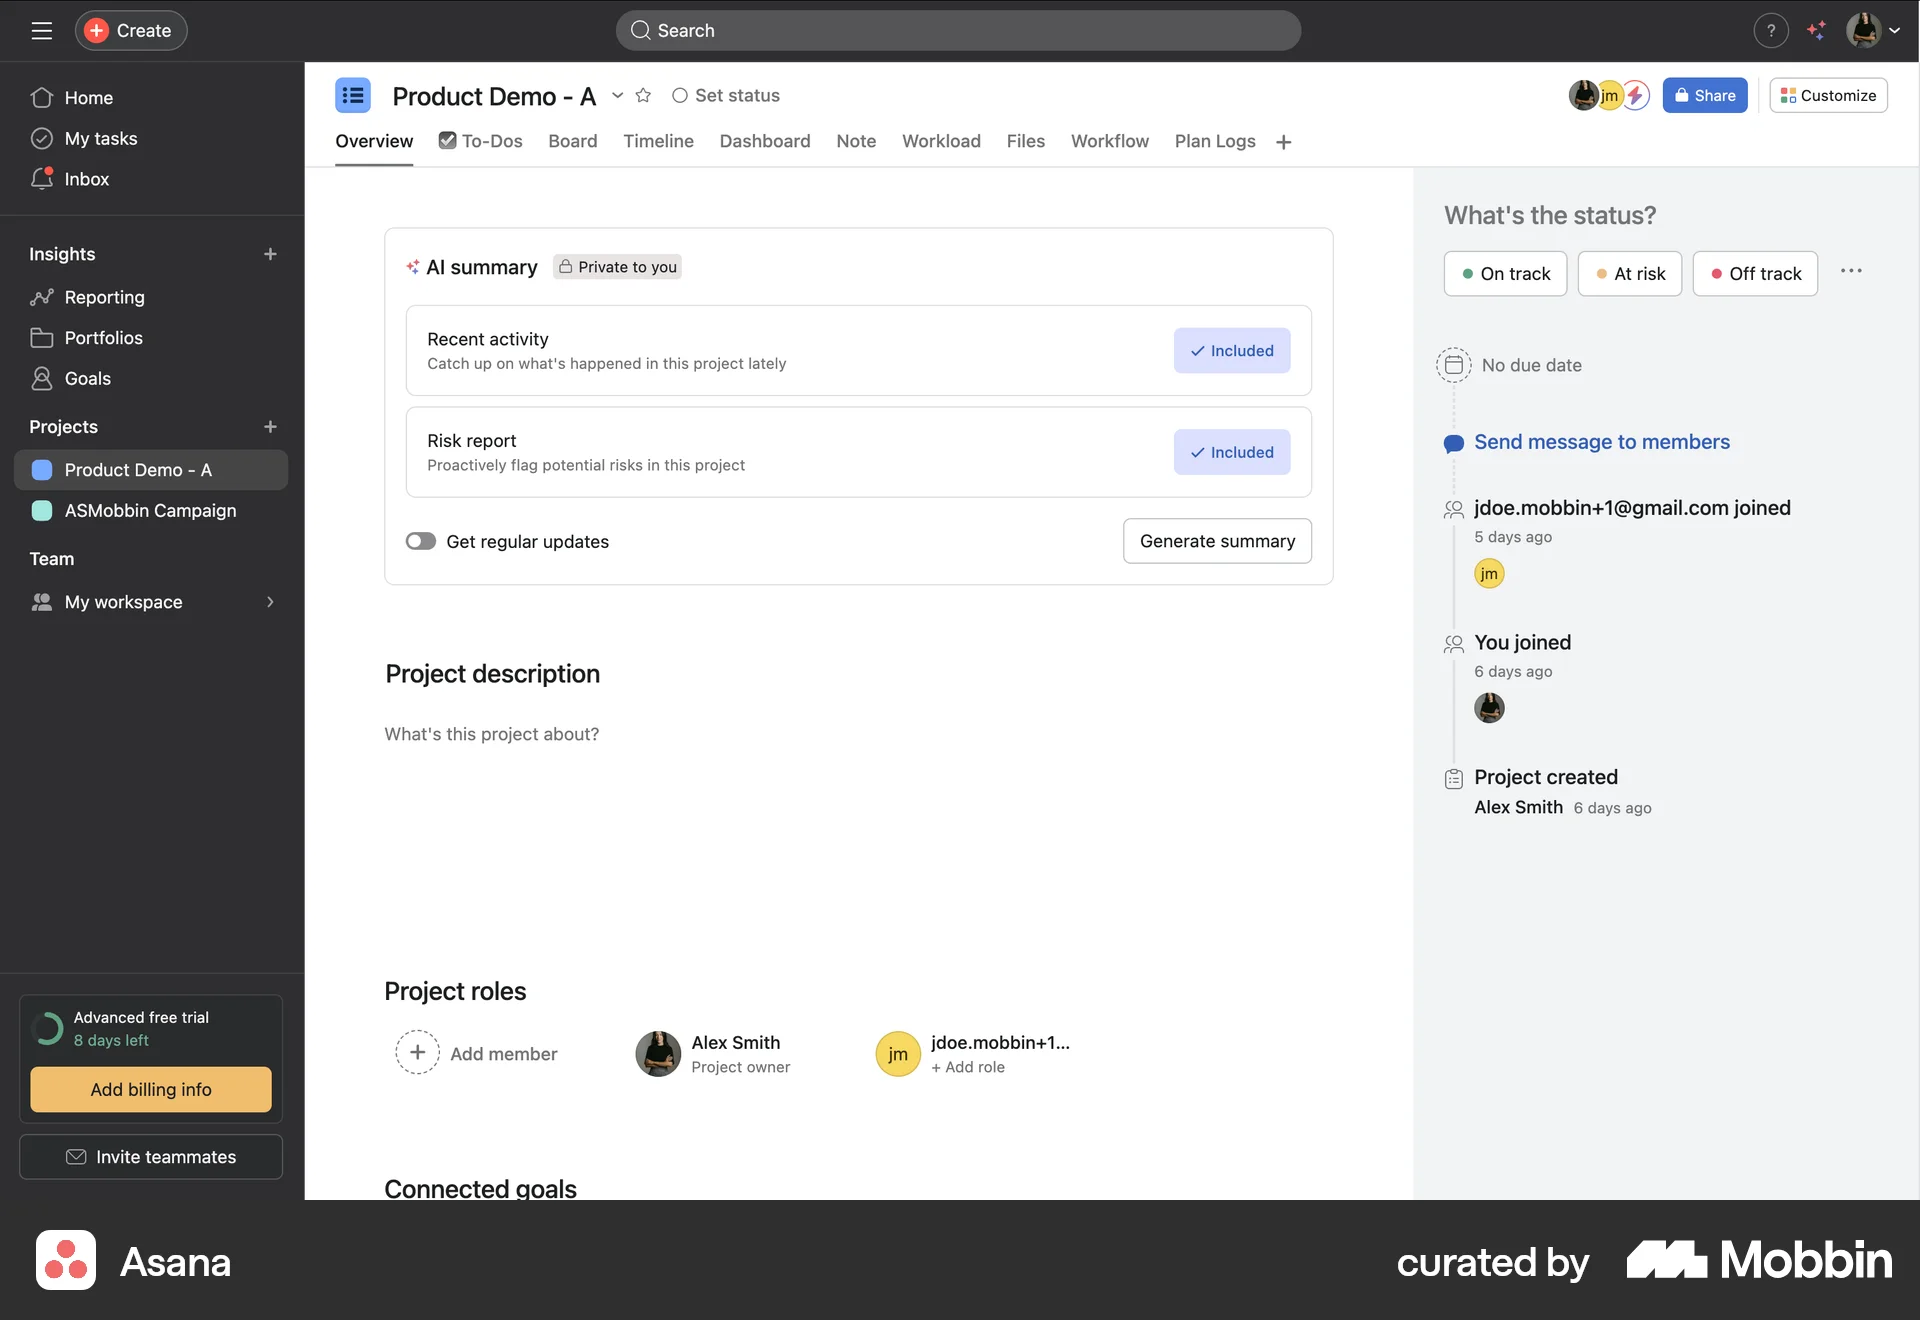 Create
Search
?
Home
My tasks
Inbox
Insights
Reporting
Portfolios
Goals
Projects
Product Demo - A
ASMobbin Campaign
Team
My workspace
Advanced free trial
8 days left
Add billing info
Invite teammates
Product Demo - A
Set status
jm
Share
Customize
Overview
To-Dos
Board
Timeline
Dashboard
Note
Workload
Files
Workflow
Plan Logs
AI summary
Private to you
Recent activity
Catch up on what's happened in this project lately
Included
Risk report
Proactively flag potential risks in this project
Included
Get regular updates
Generate summary
Project description
What's this project about?
Project roles
Add member
Alex Smith
Project owner
jm
jdoe.mobbin+1...
+ Add role
Connected goals
What's the status?
On track
At risk
Off track
No due date
Send message to members
jdoe.mobbin+1@gmail.com joined
5 days ago
jm
You joined
6 days ago
Project created
Alex Smith 6 days ago
Asana
curated by Mobbin